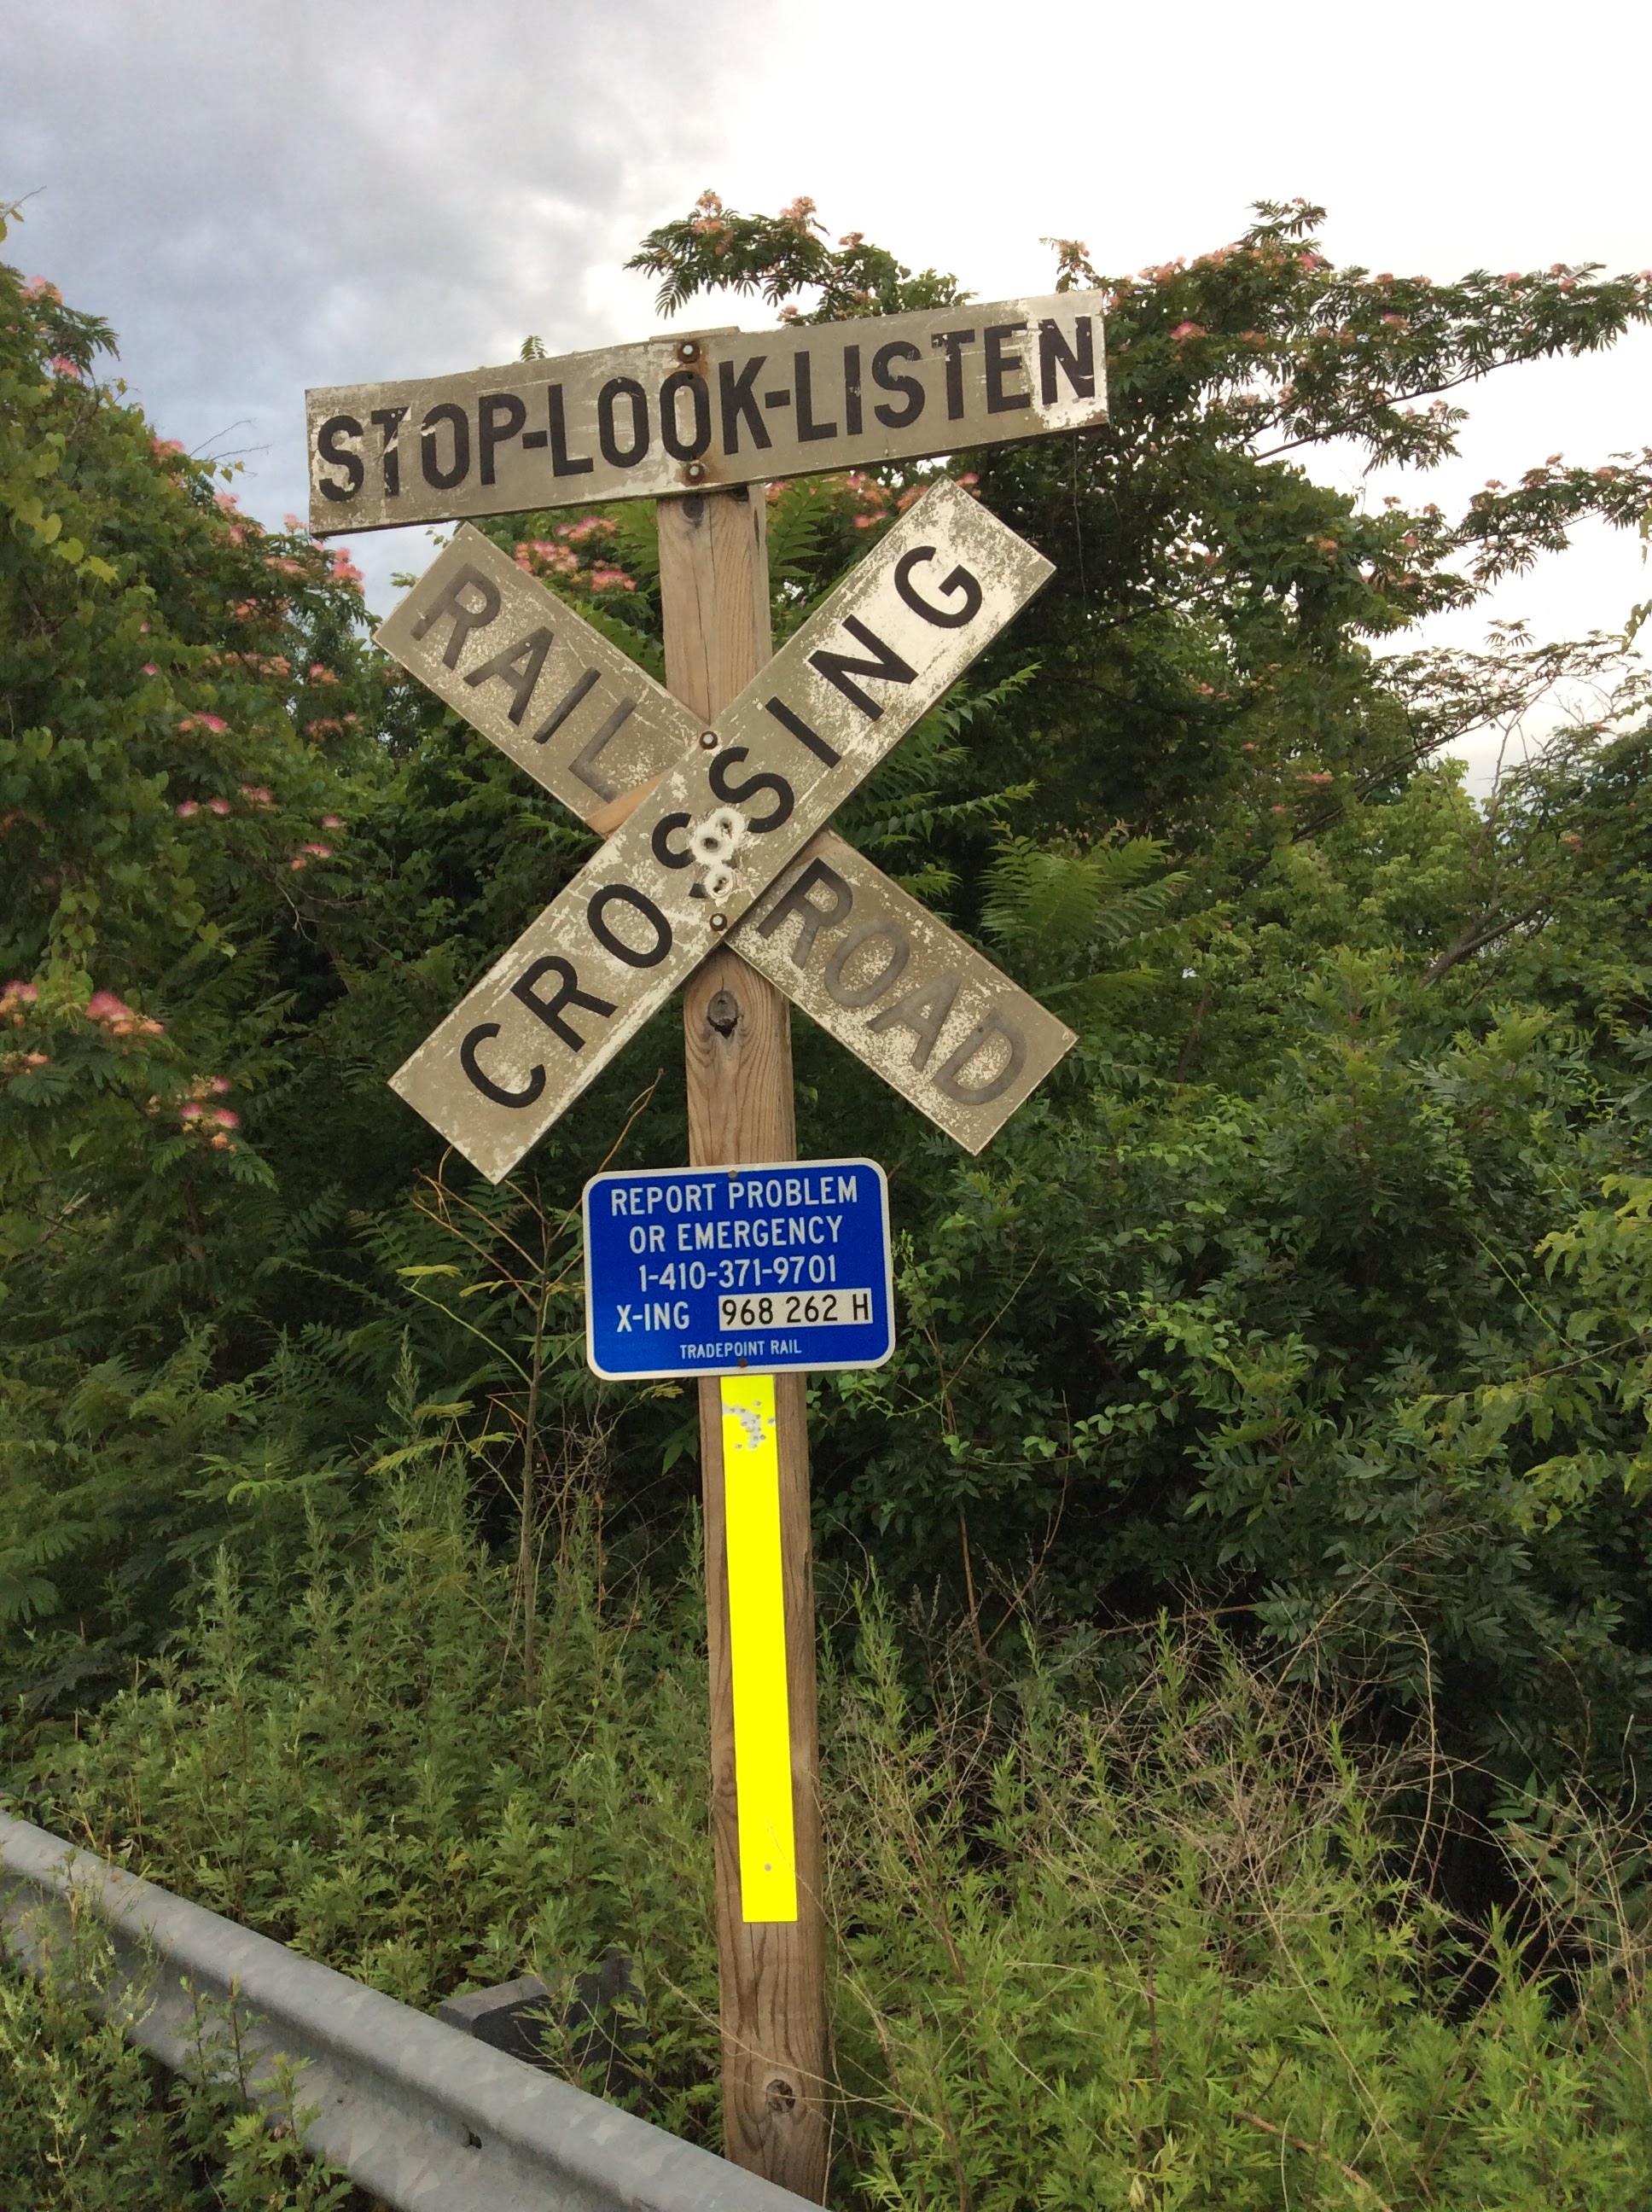 STOP-LOOK-LISTEN
RAIL ROAD
CROSSING
REPORT PROBLEM
OR EMERGENCY
1-410-371-9701
X-ING 968 262 H
TRADEPOINT RAIL